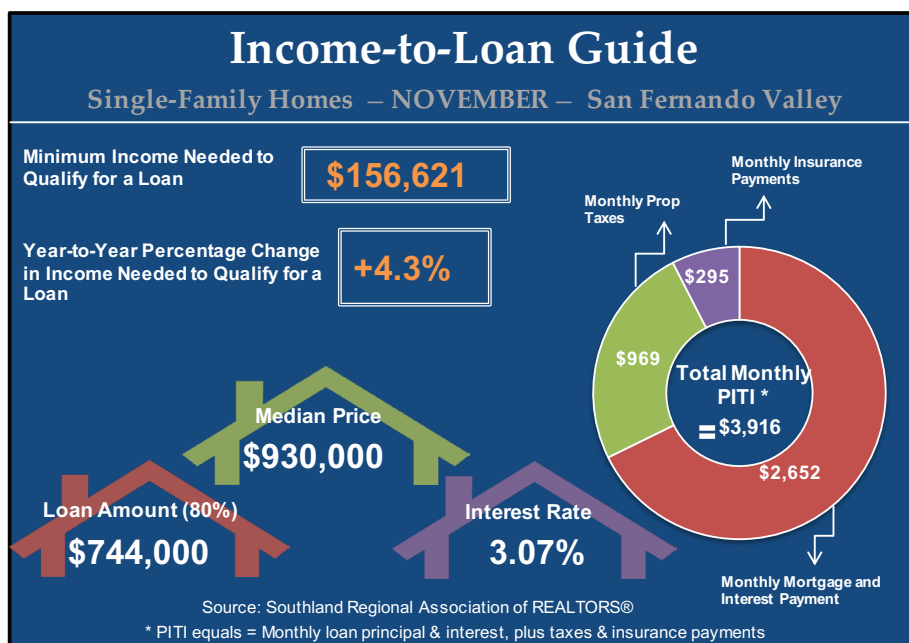 Income-to-Loan Guide
Single-Family Homes – NOVEMBER – San Fernando Valley
Minimum Income Needed to
Qualify for a Loan
$156,621
Year-to-Year Percentage Change
in Income Needed to Qualify for a
Loan
+4.3%
Monthly Insurance
Payments
Monthly Prop
Taxes
$295
$969
Total Monthly
PITI *
= $3,916
$2,652
Monthly Mortgage and
Interest Payment
Median Price
$930,000
Loan Amount (80%)
$744,000
Interest Rate
3.07%
Source: Southland Regional Association of REALTORS®
* PITI equals = Monthly loan principal & interest, plus taxes & insurance payments